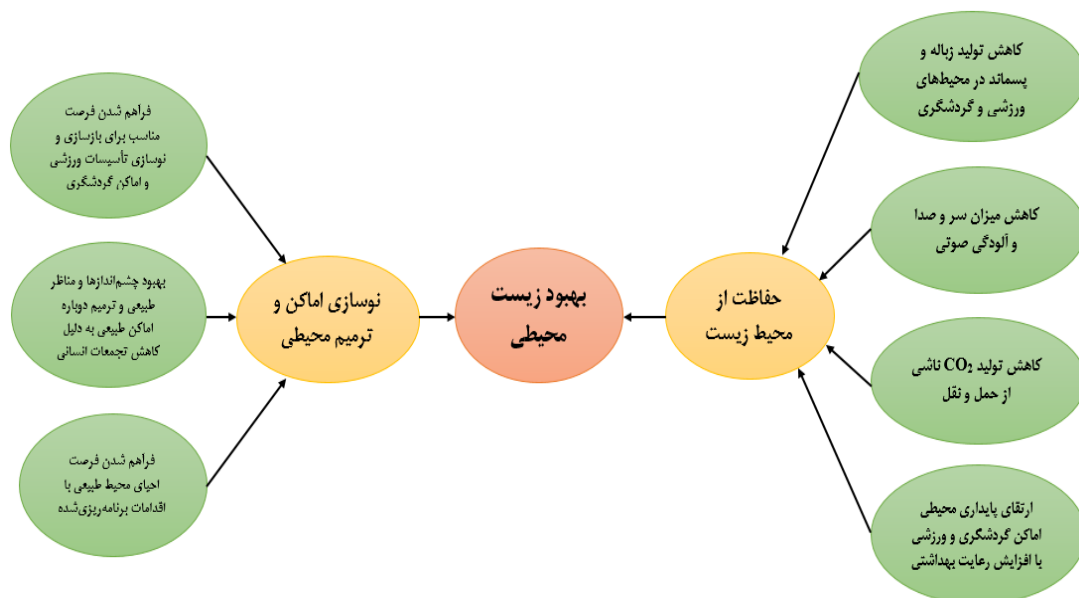 کاهش تولید زباله و
پسماند در محیط‌های
ورزشی و گردشگری
کاهش میزان سر و صدا
و آلودگی صوتی
کاهش تولید CO₂ ناشی
از حمل و نقل
ارتقای پایداری محیطی
اماکن گردشگری و ورزشی
با افزایش رعایت بهداشتی
حفاظت از
محیط زیست
بهبود زیست
محیطی
نوسازی اماکن و
ترمیم محیطی
فراهم شدن فرصت
مناسب برای بازسازی و
نوسازی تأسیسات ورزشی
و اماکن گردشگری
بهبود چشم‌اندازها و مناظر
طبیعی و ترمیم دوباره
اماکن طبیعی به دلیل
کاهش تجمعات انسانی
فراهم شدن فرصت
احیای محیط طبیعی با
اقدامات برنامه‌ریزی‌شده